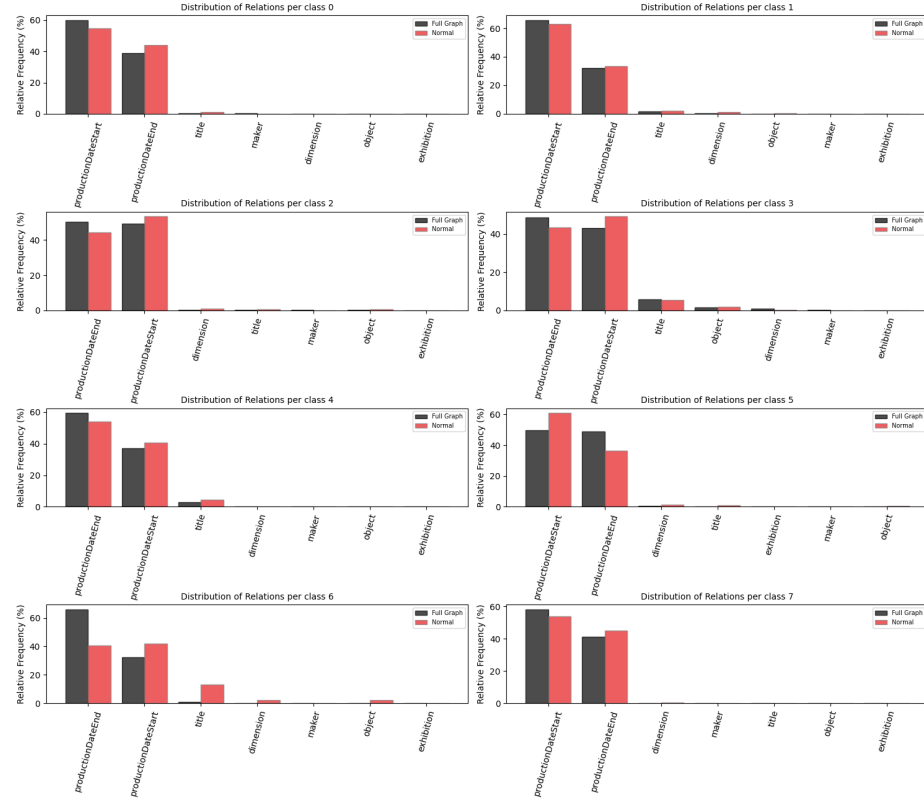 Distribution of Relations per class 0
Relative Frequency (%)
60
40
20
0
Full Graph
Normal
productionDateStart
productionDateEnd
title
maker
dimension
object
exhibition
Distribution of Relations per class 1
Relative Frequency (%)
60
40
20
0
Full Graph
Normal
productionDateStart
productionDateEnd
title
dimension
object
maker
exhibition
Distribution of Relations per class 2
Relative Frequency (%)
40
20
0
Full Graph
Normal
productionDateEnd
productionDateStart
dimension
title
maker
object
exhibition
Distribution of Relations per class 3
Relative Frequency (%)
40
20
0
Full Graph
Normal
productionDateEnd
productionDateStart
title
object
dimension
maker
exhibition
Distribution of Relations per class 4
Relative Frequency (%)
60
40
20
0
Full Graph
Normal
productionDateEnd
productionDateStart
title
dimension
maker
object
exhibition
Distribution of Relations per class 5
Relative Frequency (%)
60
40
20
0
Full Graph
Normal
productionDateStart
productionDateEnd
dimension
title
exhibition
maker
object
Distribution of Relations per class 6
Relative Frequency (%)
60
40
20
0
Full Graph
Normal
productionDateEnd
productionDateStart
title
dimension
maker
object
exhibition
Distribution of Relations per class 7
Relative Frequency (%)
60
40
20
0
Full Graph
Normal
productionDateStart
productionDateEnd
dimension
maker
title
object
exhibition